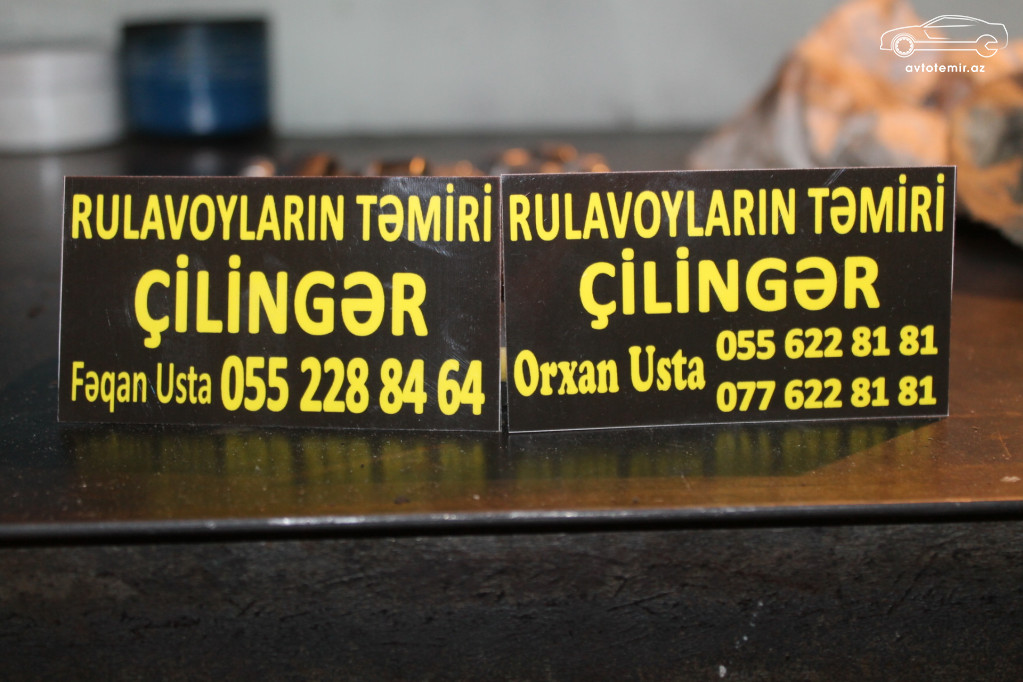 avtotemir.az
RULAVOYLARIN TƏMİRİ
ÇİLİNGƏR
Fəqan Usta 055 228 84 64
RULAVOYLARIN TƏMİRİ
ÇİLİNGƏR
Orxan Usta 055 622 81 81
077 622 81 81